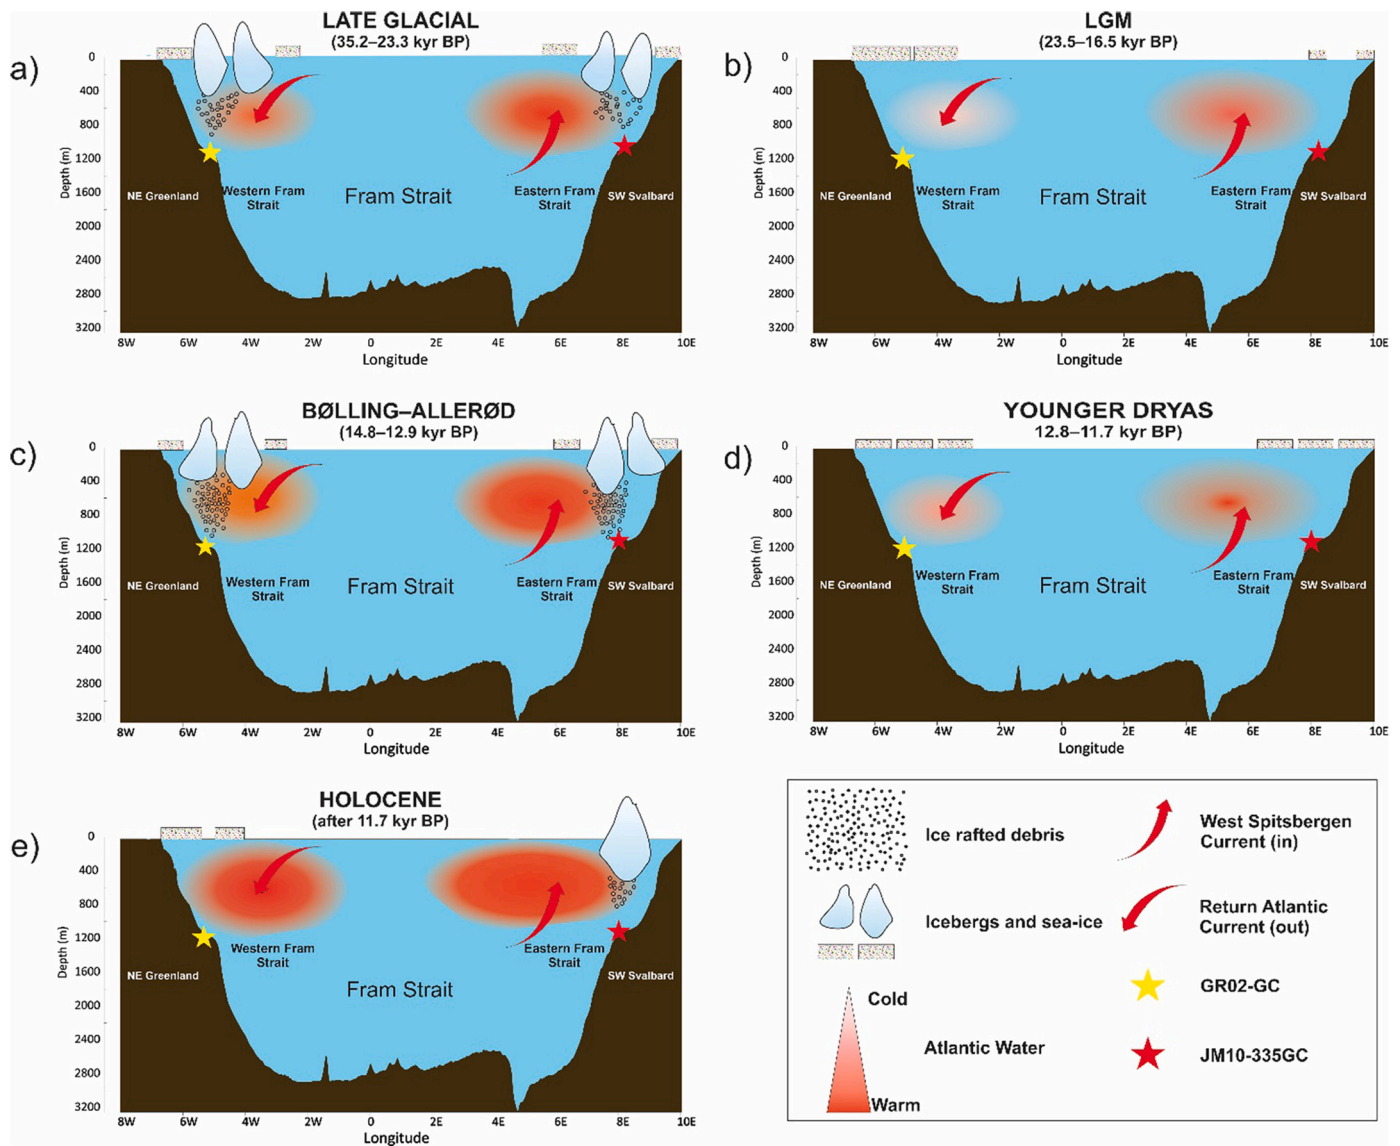 a)
LATE GLACIAL
(35.2–23.3 kyr BP)
Depth (m)
0
400
800
1200
1600
2000
2400
2800
3200
NE Greenland
Western Fram
Strait
Fram Strait
Eastern Fram
Strait
SW Svalbard
8W 6W 4W 2W 0 2E 4E 6E 8E 10E
Longitude
b)
LGM
(23.5–16.5 kyr BP)
Depth (m)
0
400
800
1200
1600
2000
2400
2800
3200
NE Greenland
Western Fram
Strait
Fram Strait
Eastern Fram
Strait
SW Svalbard
8W 6W 4W 2W 0 2E 4E 6E 8E 10E
Longitude
c)
BØLLING–ALLERØD
(14.8–12.9 kyr BP)
Depth (m)
0
400
800
1200
1600
2000
2400
2800
3200
NE Greenland
Western Fram
Strait
Fram Strait
Eastern Fram
Strait
SW Svalbard
8W 6W 4W 2W 0 2E 4E 6E 8E 10E
Longitude
d)
YOUNGER DRYAS
12.8–11.7 kyr BP)
Depth (m)
0
400
800
1200
1600
2000
2400
2800
3200
NE Greenland
Western Fram
Strait
Fram Strait
Eastern Fram
Strait
SW Svalbard
8W 6W 4W 2W 0 2E 4E 6E 8E 10E
Longitude
e)
HOLOCENE
(after 11.7 kyr BP)
Depth (m)
0
400
800
1200
1600
2000
2400
2800
3200
NE Greenland
Western Fram
Strait
Fram Strait
Eastern Fram
Strait
SW Svalbard
8W 6W 4W 2W 0 2E 4E 6E 8E 10E
Longitude
Ice rafted debris
Icebergs and sea-ice
Cold
Atlantic Water
Warm
West Spitsbergen
Current (in)
Return Atlantic
Current (out)
GR02-GC
JM10-335GC